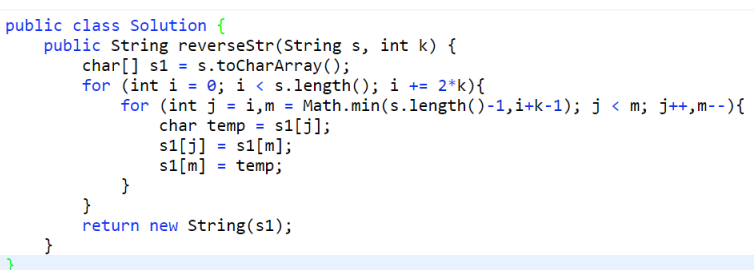 public class Solution {
    public String reverseStr(String s, int k) {
        char[] s1 = s.toCharArray();
        for (int i = 0; i < s.length(); i += 2*k){
            for (int j = i,m = Math.min(s.length()-1,i+k-1); j < m; j++,m--){
                char temp = s1[j];
                s1[j] = s1[m];
                s1[m] = temp;
            }
        }
        return new String(s1);
    }
}